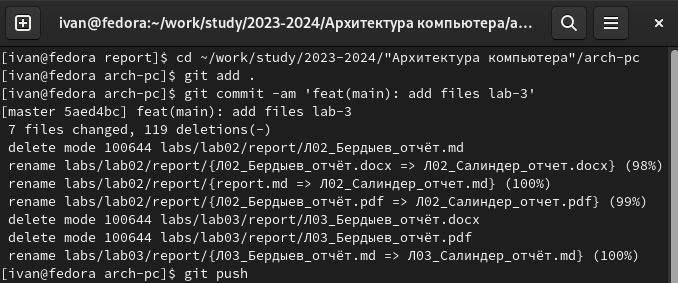 ivan@fedora:~/work/study/2023-2024/Архитектура компьютера/а...
[ivan@fedora report]$ cd ~/work/study/2023-2024/"Архитектура компьютера"/arch-pc
[ivan@fedora arch-pc]$ git add .
[ivan@fedora arch-pc]$ git commit -am 'feat(main): add files lab-3'
[master 5aed4bc] feat(main): add files lab-3
7 files changed, 119 deletions(-)
delete mode 100644 labs/lab02/report/Л02_Бердыев_отчёт.md
rename labs/lab02/report/{Л02_Бердыев_отчёт.docx => Л02_Салиндер_отчет.docx} (98%)
rename labs/lab02/report/{report.md => Л02_Салиндер_отчет.md} (100%)
rename labs/lab02/report/{Л02_Бердыев_отчёт.pdf => Л02_Салиндер_отчет.pdf} (99%)
delete mode 100644 labs/lab03/report/Л03_Бердыев_отчёт.docx
delete mode 100644 labs/lab03/report/Л03_Бердыев_отчёт.pdf
rename labs/lab03/report/{Л03_Бердыев_отчёт.md => Л03_Салиндер_отчёт.md} (100%)
[ivan@fedora arch-pc]$ git push